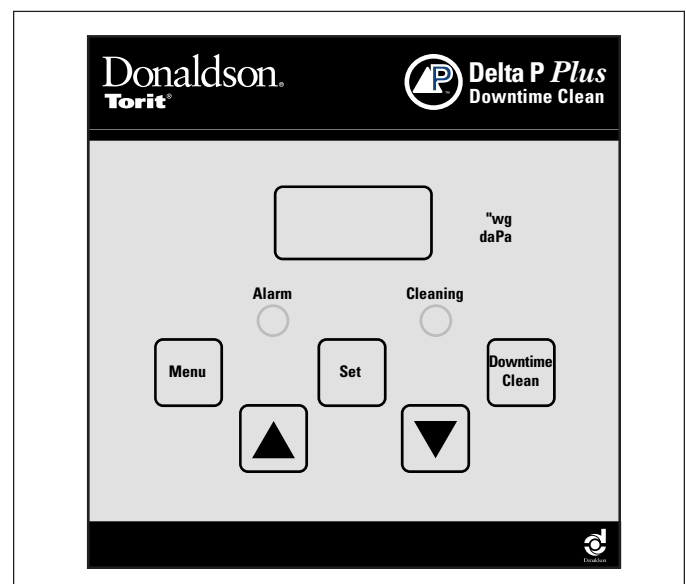 Donaldson®
Torit®
Delta P Plus
Downtime Clean
"wg
daPa
Alarm
Cleaning
Menu
Set
Downtime
Clean
Donaldson